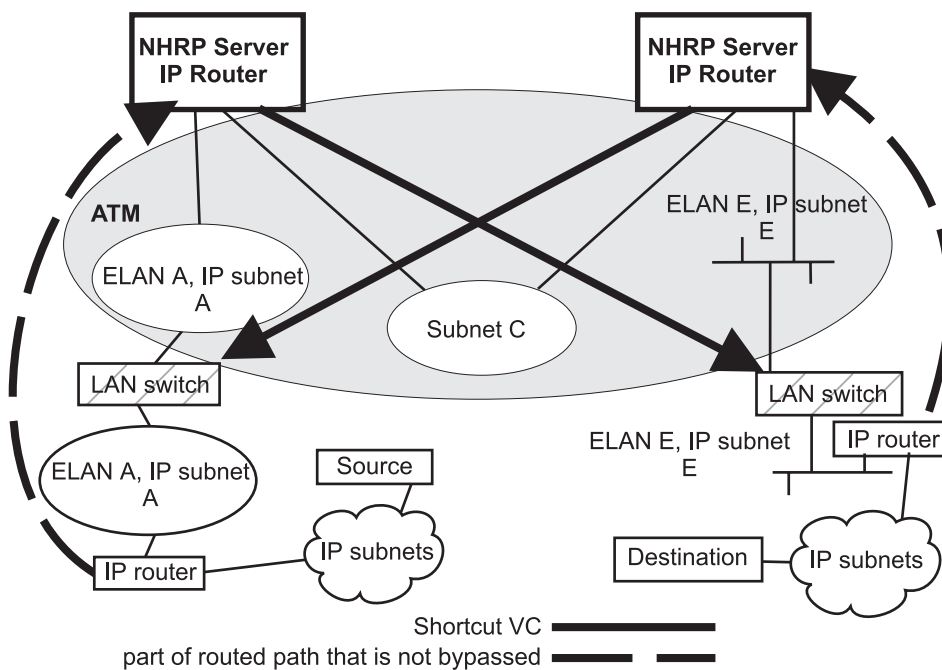 NHRP Server
IP Router
NHRP Server
IP Router
ATM
ELAN E, IP subnet
E
ELAN A, IP subnet
A
Subnet C
LAN switch
LAN switch
ELAN E, IP subnet
E
IP router
ELAN A, IP subnet
A
Source
IP subnets
IP router
Destination
IP subnets
Shortcut VC
part of routed path that is not bypassed